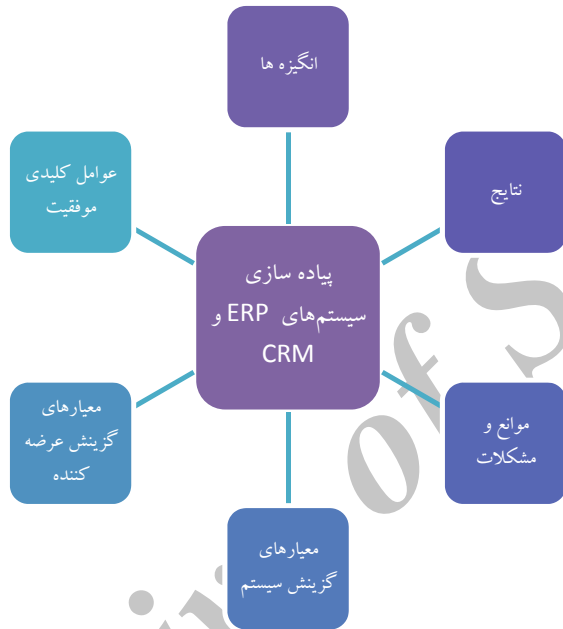 انگیزه ها
نتایج
عوامل کلیدی
موفقیت
پیاده سازی
سیستم‌های ERP و
CRM
موانع و
مشکلات
معیارهای
گزینش عرضه
کننده
معیارهای
گزینش سیستم
of S